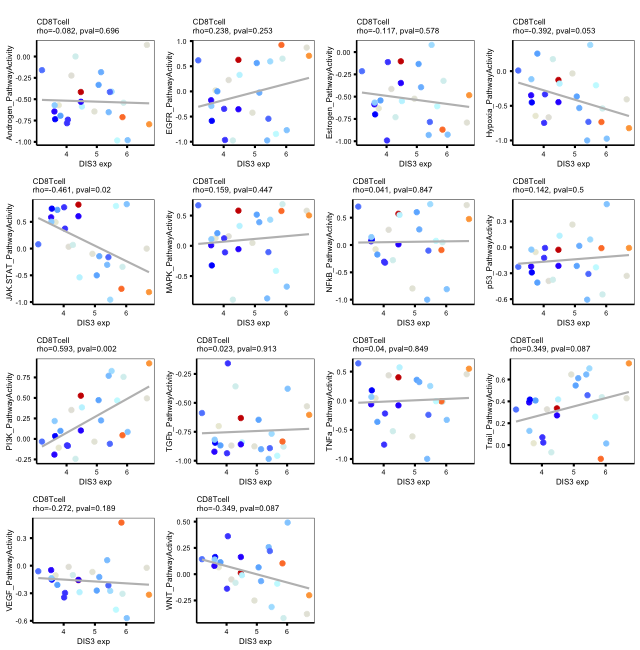 CD8Tcell
rho=-0.082, pval=0.696
Androgen_PathwayActivity
0.00
-0.25
-0.50
-0.75
-1.00
4
5
6
DIS3 exp
CD8Tcell
rho=0.238, pval=0.253
EGFR_PathwayActivity
1.0
0.5
0.0
-0.5
-1.0
4
5
6
DIS3 exp
CD8Tcell
rho=-0.117, pval=0.578
Estrogen_PathwayActivity
0.00
-0.25
-0.50
-0.75
-1.00
4
5
6
DIS3 exp
CD8Tcell
rho=-0.392, pval=0.053
Hypoxia_PathwayActivity
0.0
-0.5
-1.0
4
5
6
DIS3 exp
CD8Tcell
rho=-0.461, pval=0.02
JAK.STAT_PathwayActivity
0.5
0.0
-0.5
-1.0
4
5
6
DIS3 exp
CD8Tcell
rho=0.159, pval=0.447
MAPK_PathwayActivity
0.5
0.0
-0.5
4
5
6
DIS3 exp
CD8Tcell
rho=0.041, pval=0.847
NFkB_PathwayActivity
0.5
0.0
-0.5
-1.0
4
5
6
DIS3 exp
CD8Tcell
rho=0.142, pval=0.5
p53_PathwayActivity
0.3
0.0
-0.3
-0.6
4
5
6
DIS3 exp
CD8Tcell
rho=0.593, pval=0.002
PI3K_PathwayActivity
0.75
0.50
0.25
0.00
-0.25
4
5
6
DIS3 exp
CD8Tcell
rho=0.023, pval=0.913
TGFb_PathwayActivity
-0.25
-0.50
-0.75
-1.00
4
5
6
DIS3 exp
CD8Tcell
rho=0.04, pval=0.849
TNFa_PathwayActivity
0.5
0.0
-0.5
-1.0
4
5
6
DIS3 exp
CD8Tcell
rho=0.349, pval=0.087
Trail_PathwayActivity
0.6
0.4
0.2
0.0
4
5
6
DIS3 exp
CD8Tcell
rho=-0.272, pval=0.189
VEGF_PathwayActivity
0.3
0.0
-0.3
-0.6
4
5
6
DIS3 exp
CD8Tcell
rho=-0.349, pval=0.087
WNT_PathwayActivity
0.50
0.25
0.00
-0.25
4
5
6
DIS3 exp